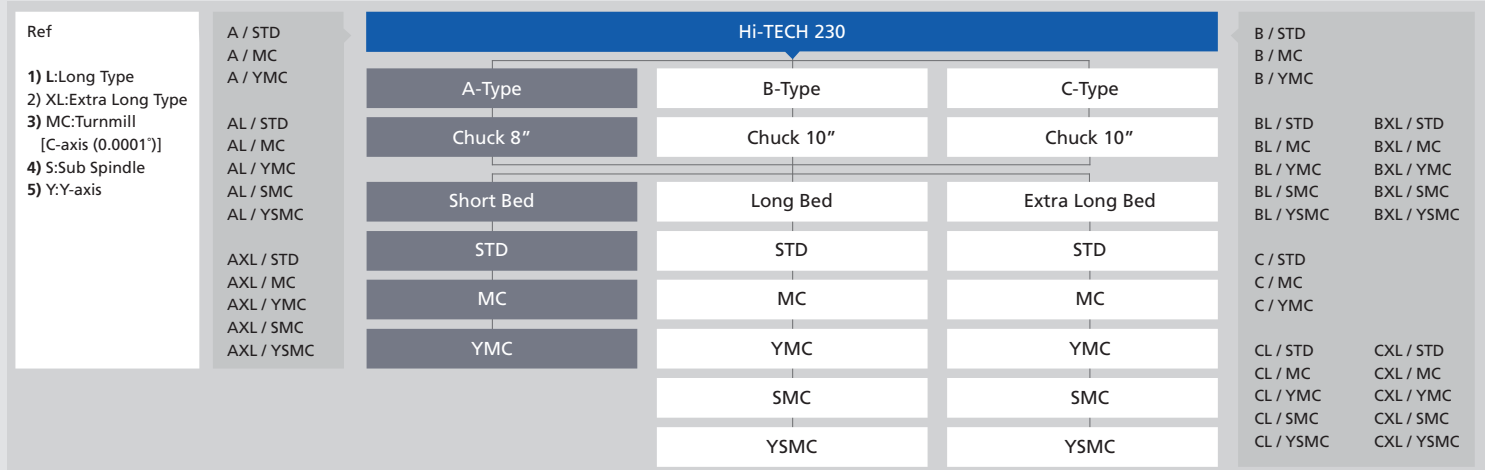 Ref
1) L:Long Type
2) XL:Extra Long Type
3) MC:Turnmill
[C-axis (0.0001˚)]
4) S:Sub Spindle
5) Y:Y-axis
A / STD
A / MC
A / YMC
AL / STD
AL / MC
AL / YMC
AL / SMC
AL / YSMC
AXL / STD
AXL / MC
AXL / YMC
AXL / SMC
AXL / YSMC
Hi-TECH 230
A-Type
B-Type
C-Type
Chuck 8”
Chuck 10”
Chuck 10”
Short Bed
Long Bed
Extra Long Bed
STD
STD
STD
MC
MC
MC
YMC
YMC
YMC
SMC
SMC
YSMC
YSMC
B / STD
B / MC
B / YMC
BL / STD
BL / MC
BL / YMC
BL / SMC
BL / YSMC
BXL / STD
BXL / MC
BXL / YMC
BXL / SMC
BXL / YSMC
C / STD
C / MC
C / YMC
CL / STD
CL / MC
CL / YMC
CL / SMC
CL / YSMC
CXL / STD
CXL / MC
CXL / YMC
CXL / SMC
CXL / YSMC